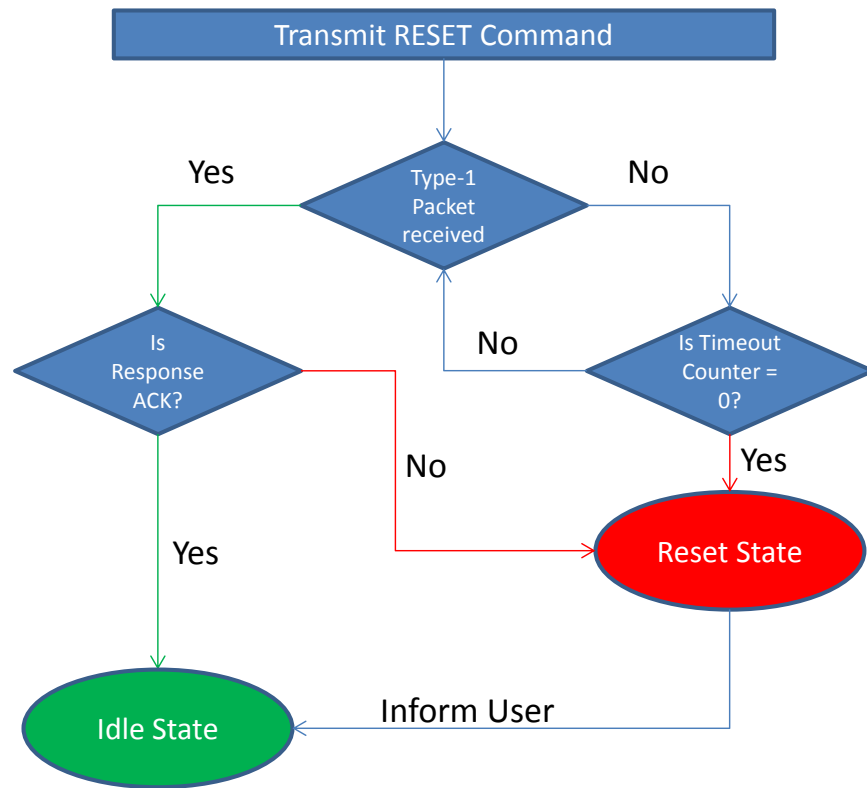 Transmit RESET Command
Yes
Type-1
Packet
received
No
Is
Response
ACK?
No
Is Timeout
Counter =
0?
No
Yes
Yes
Reset State
Inform User
Idle State